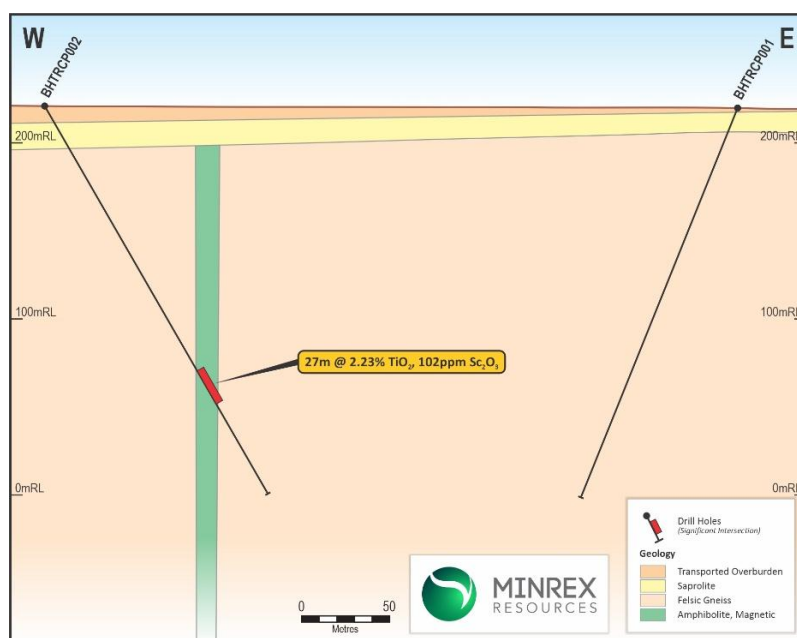 W
E
BHTRCP002
BHTRCP001
200mRL
200mRL
100mRL
100mRL
27m @ 2.23% TiO₂, 102ppm Sc₂O₃
0mRL
0mRL
Drill Holes
(Significant Intersection)
Geology
Transported Overburden
Saprolite
Felsic Gneiss
Amphibolite, Magnetic
MINREX
RESOURCES
0 50
Metres